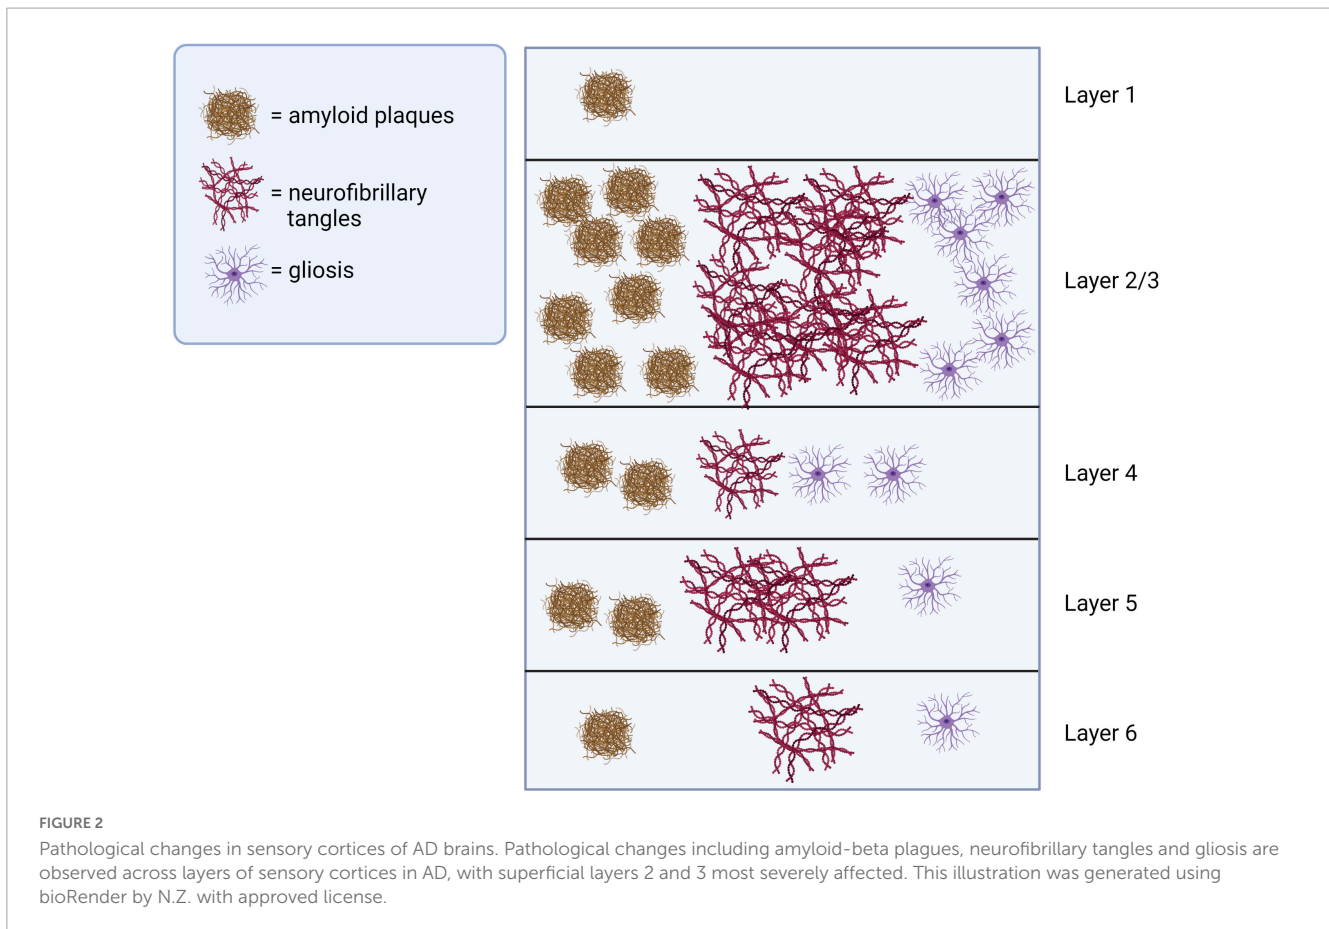 = amyloid plaques
= neurofibrillary
tangles
= gliosis
Layer 1
Layer 2/3
Layer 4
Layer 5
Layer 6
FIGURE 2
Pathological changes in sensory cortices of AD brains. Pathological changes including amyloid-beta plagues, neurofibrillary tangles and gliosis are
observed across layers of sensory cortices in AD, with superficial layers 2 and 3 most severely affected. This illustration was generated using
bioRender by N.Z. with approved license.